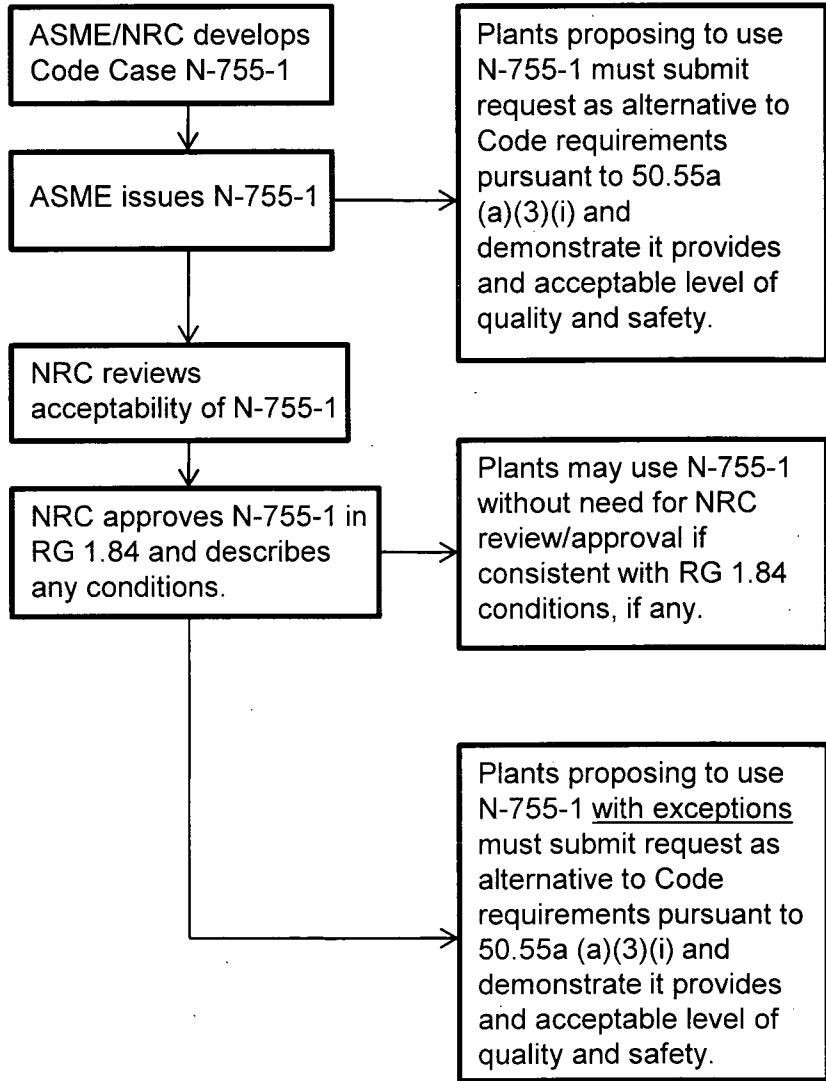 ASME/NRC develops
Code Case N-755-1
Plants proposing to use
N-755-1 must submit
request as alternative to
Code requirements
pursuant to 50.55a
(a)(3)(i) and
demonstrate it provides
and acceptable level of
quality and safety.
ASME issues N-755-1
NRC reviews
acceptability of N-755-1
NRC approves N-755-1 in
RG 1.84 and describes
any conditions.
Plants may use N-755-1
without need for NRC
review/approval if
consistent with RG 1.84
conditions, if any.
Plants proposing to use
N-755-1 with exceptions
must submit request as
alternative to Code
requirements pursuant to
50.55a (a)(3)(i) and
demonstrate it provides
and acceptable level of
quality and safety.